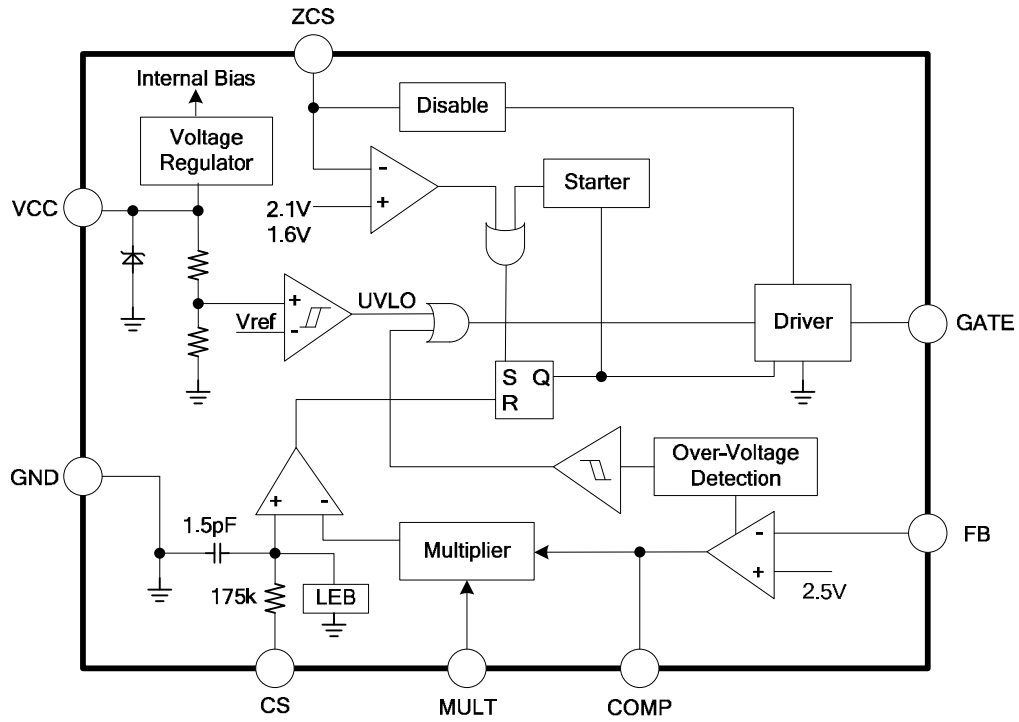 ZCS
Internal Bias
Disable
Voltage
Regulator
-
+
Starter
VCC
2.1V
1.6V
UVLO
+
Vref
-
Driver
GATE
S Q
R
GND
Over-Voltage
Detection
+ -
1.5pF
Multiplier
-
+
FB
2.5V
175k
LEB
CS
MULT
COMP